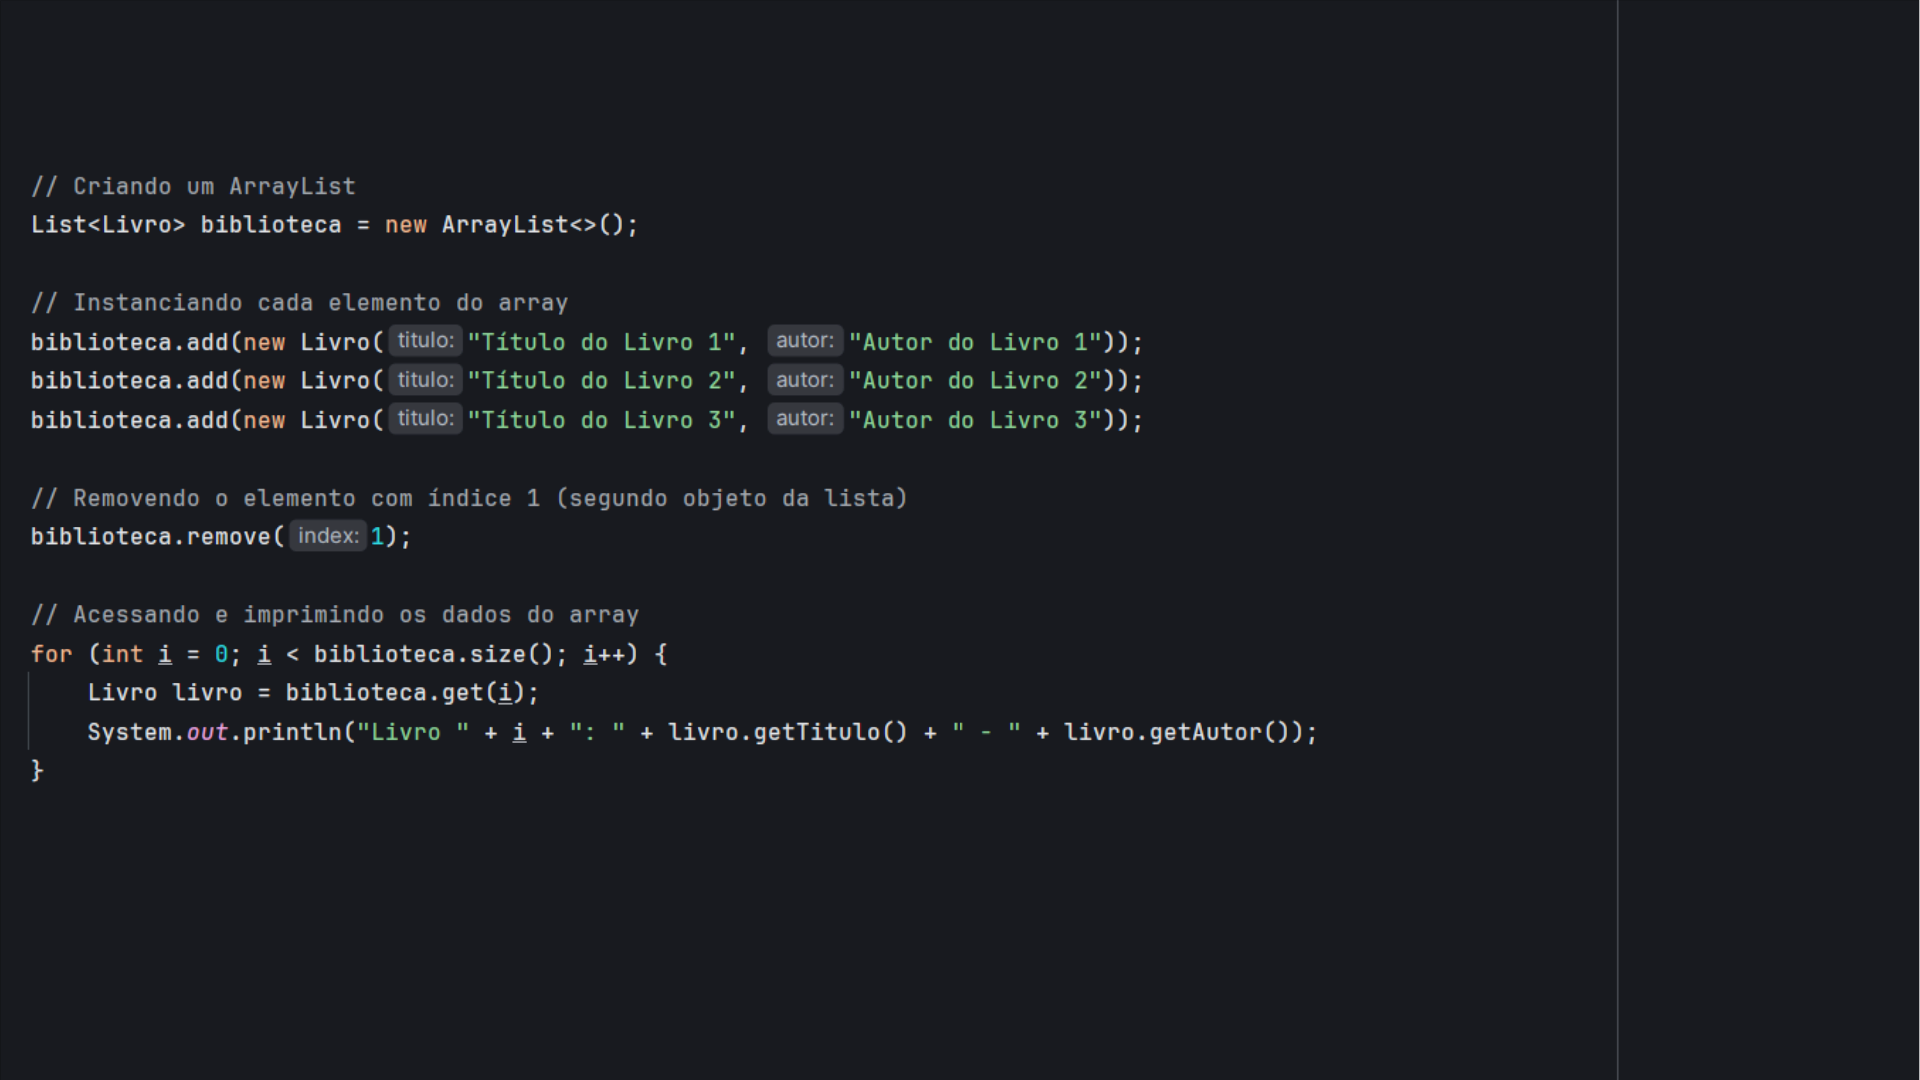 // Criando um ArrayList
List<Livro> biblioteca = new ArrayList<>();
// Instanciando cada elemento do array
biblioteca.add(new Livro( titulo: "Título do Livro 1", autor: "Autor do Livro 1"));
biblioteca.add(new Livro( titulo: "Título do Livro 2", autor: "Autor do Livro 2"));
biblioteca.add(new Livro( titulo: "Título do Livro 3", autor: "Autor do Livro 3"));
// Removendo o elemento com índice 1 (segundo objeto da lista)
biblioteca.remove( index: 1);
// Acessando e imprimindo os dados do array
for (int i = 0; i < biblioteca.size(); i++) {
    Livro livro = biblioteca.get(i);
    System.out.println("Livro " + i + ": " + livro.getTitulo() + " - " + livro.getAutor());
}